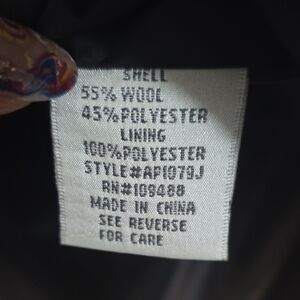 SHELL
55% WOOL
45% POLYESTER
LINING
100% POLYESTER
STYLE#AP1079J
RN#109488
MADE IN CHINA
SEE REVERSE
FOR CARE